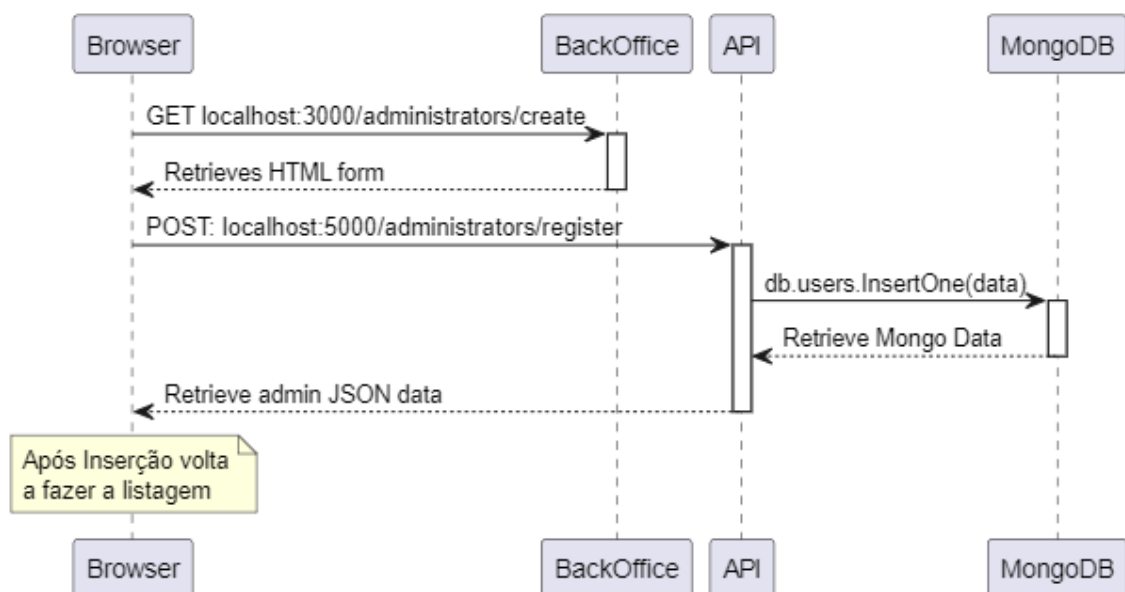 Browser
BackOffice
API
MongoDB
GET localhost:3000/administrators/create
Retrieves HTML form
POST: localhost:5000/administrators/register
db.users.InsertOne(data)
Retrieve Mongo Data
Retrieve admin JSON data
Após Inserção volta
a fazer a listagem
Browser
BackOffice
API
MongoDB